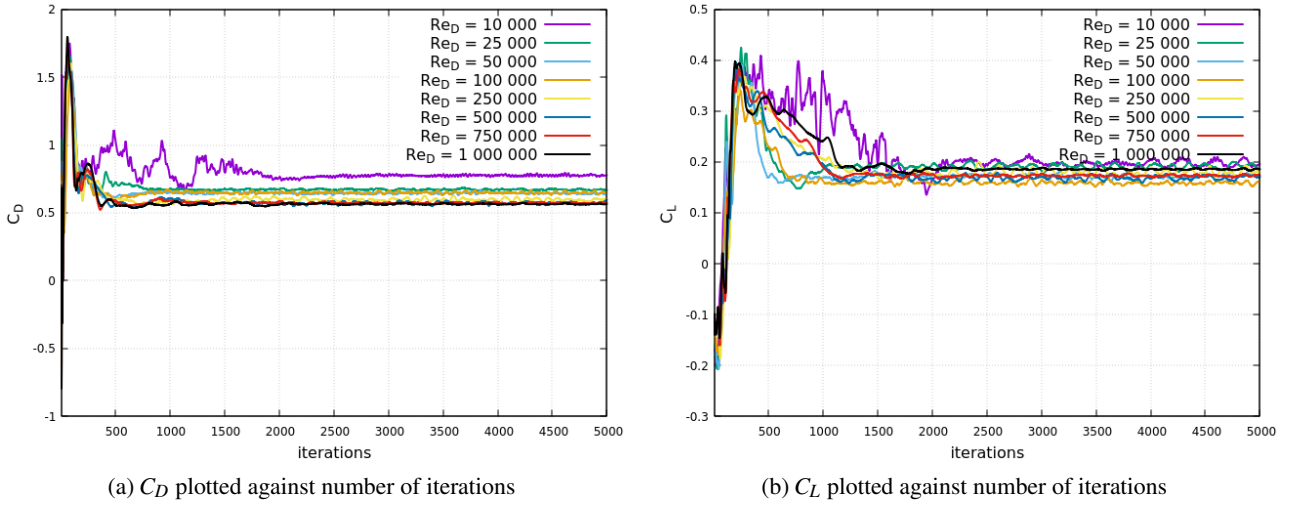 2
1.5
1
0.5
0
-0.5
-1
C_D
500 1000 1500 2000 2500 3000 3500 4000 4500 5000
iterations
Re_D = 10 000
Re_D = 25 000
Re_D = 50 000
Re_D = 100 000
Re_D = 250 000
Re_D = 500 000
Re_D = 750 000
Re_D = 1 000 000
(a) C_D plotted against number of iterations
0.5
0.4
0.3
0.2
0.1
0
-0.1
-0.2
-0.3
C_L
500 1000 1500 2000 2500 3000 3500 4000 4500 5000
iterations
Re_D = 10 000
Re_D = 25 000
Re_D = 50 000
Re_D = 100 000
Re_D = 250 000
Re_D = 500 000
Re_D = 750 000
Re_D = 1 000 000
(b) C_L plotted against number of iterations